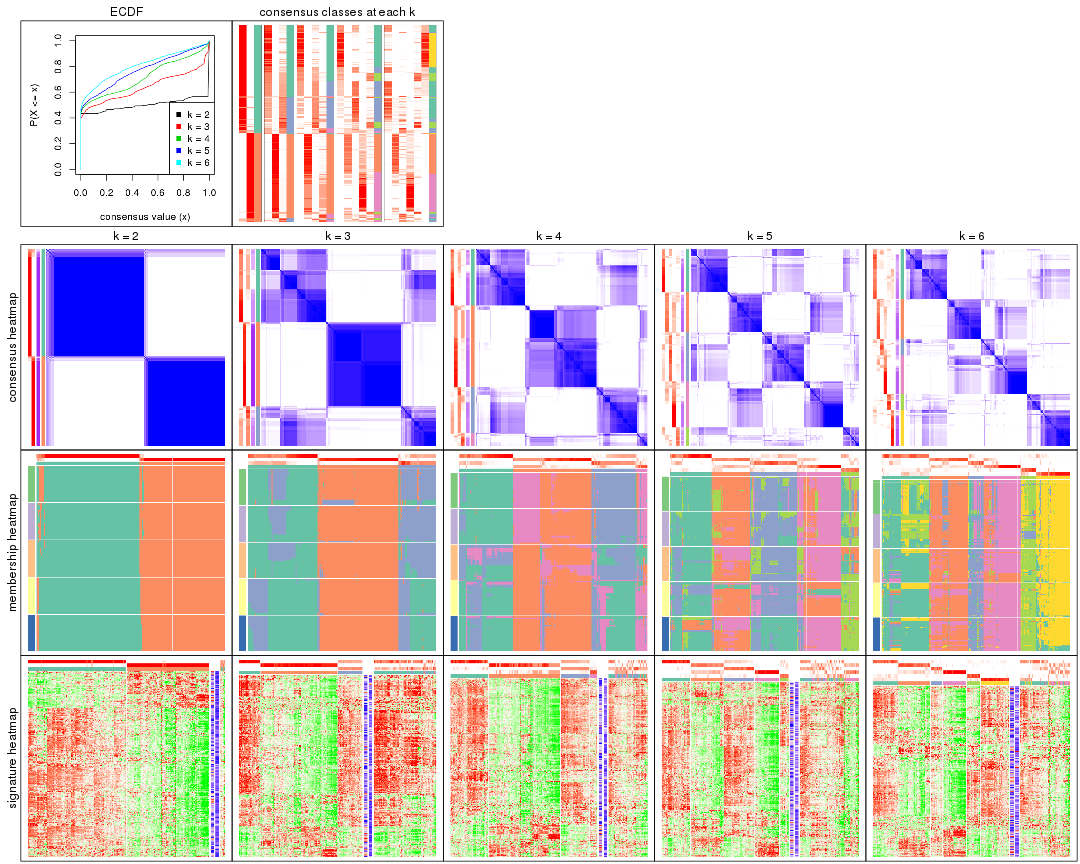 ECDF
consensus classes at each k
P(X <= x)
0.0
0.2
0.4
0.6
0.8
1.0
k = 2
k = 3
k = 4
k = 5
k = 6
0.0 0.2 0.4 0.6 0.8 1.0
consensus value (x)
k = 2
k = 3
k = 4
k = 5
k = 6
consensus heatmap
membership heatmap
signature heatmap